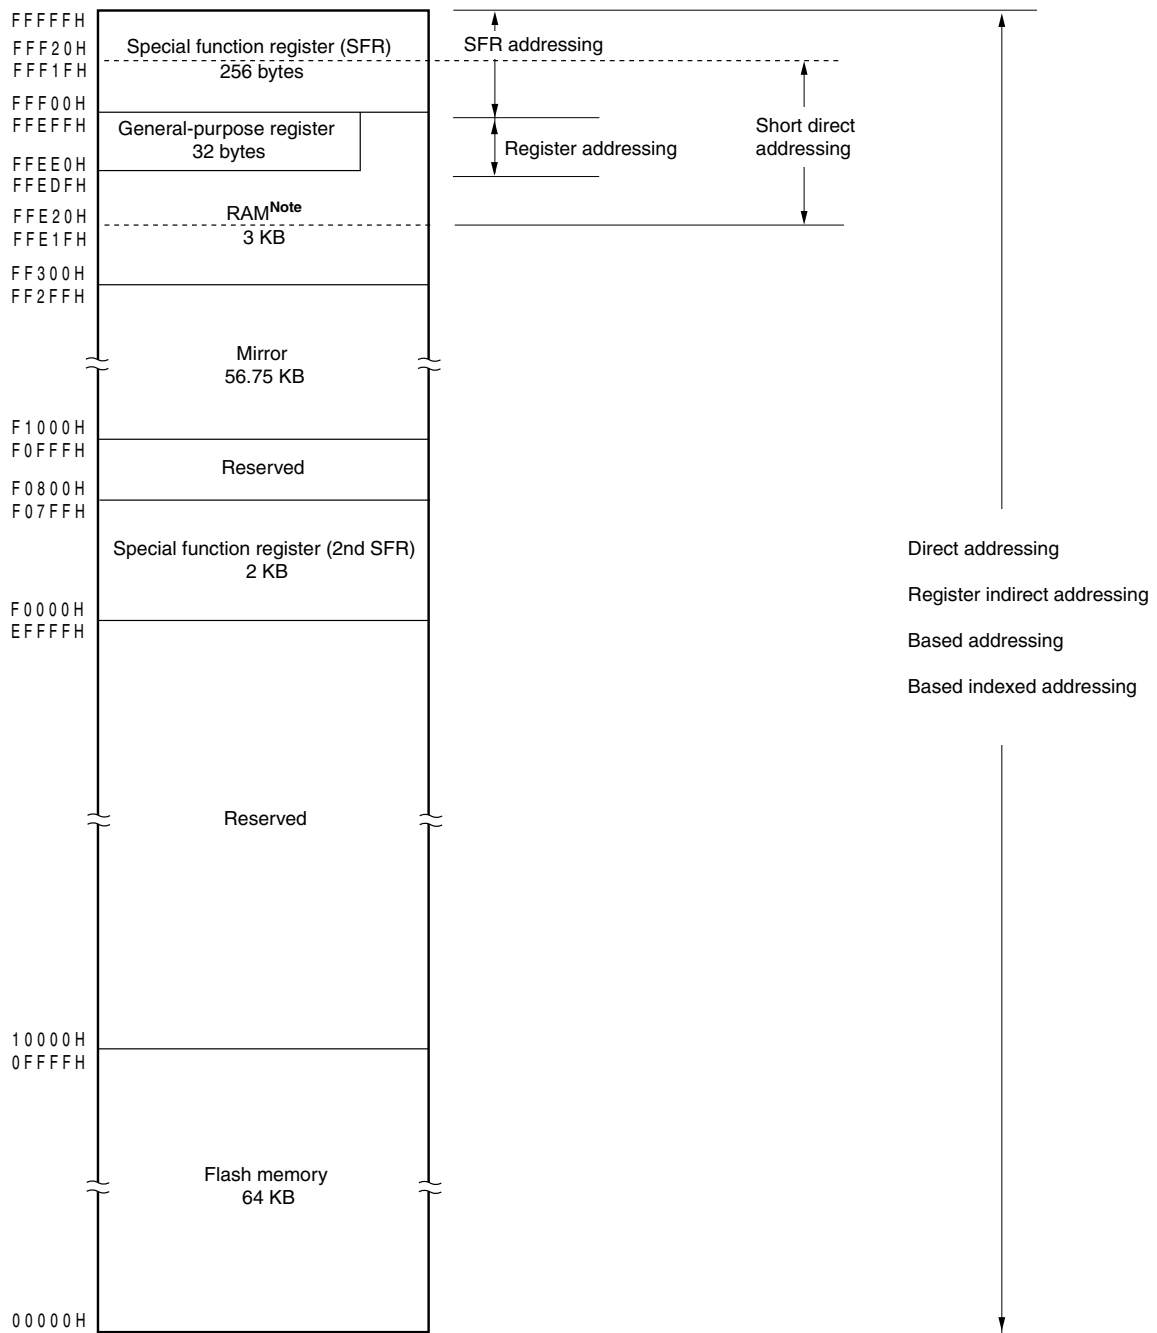 FFFFFH
FFF20H
FFF1FH
FFF00H
FFEFFH
FFEE0H
FFEDFH
FFE20H
FFE1FH
FF300H
FF2FFH
F1000H
F0FFFH
F0800H
F07FFH
F0000H
EFFFFH
10000H
0FFFFH
00000H
Special function register (SFR)
256 bytes
General-purpose register
32 bytes
RAMNote
3 KB
Mirror
56.75 KB
Reserved
Special function register (2nd SFR)
2 KB
Reserved
Flash memory
64 KB
SFR addressing
Register addressing
Short direct
addressing
Direct addressing
Register indirect addressing
Based addressing
Based indexed addressing